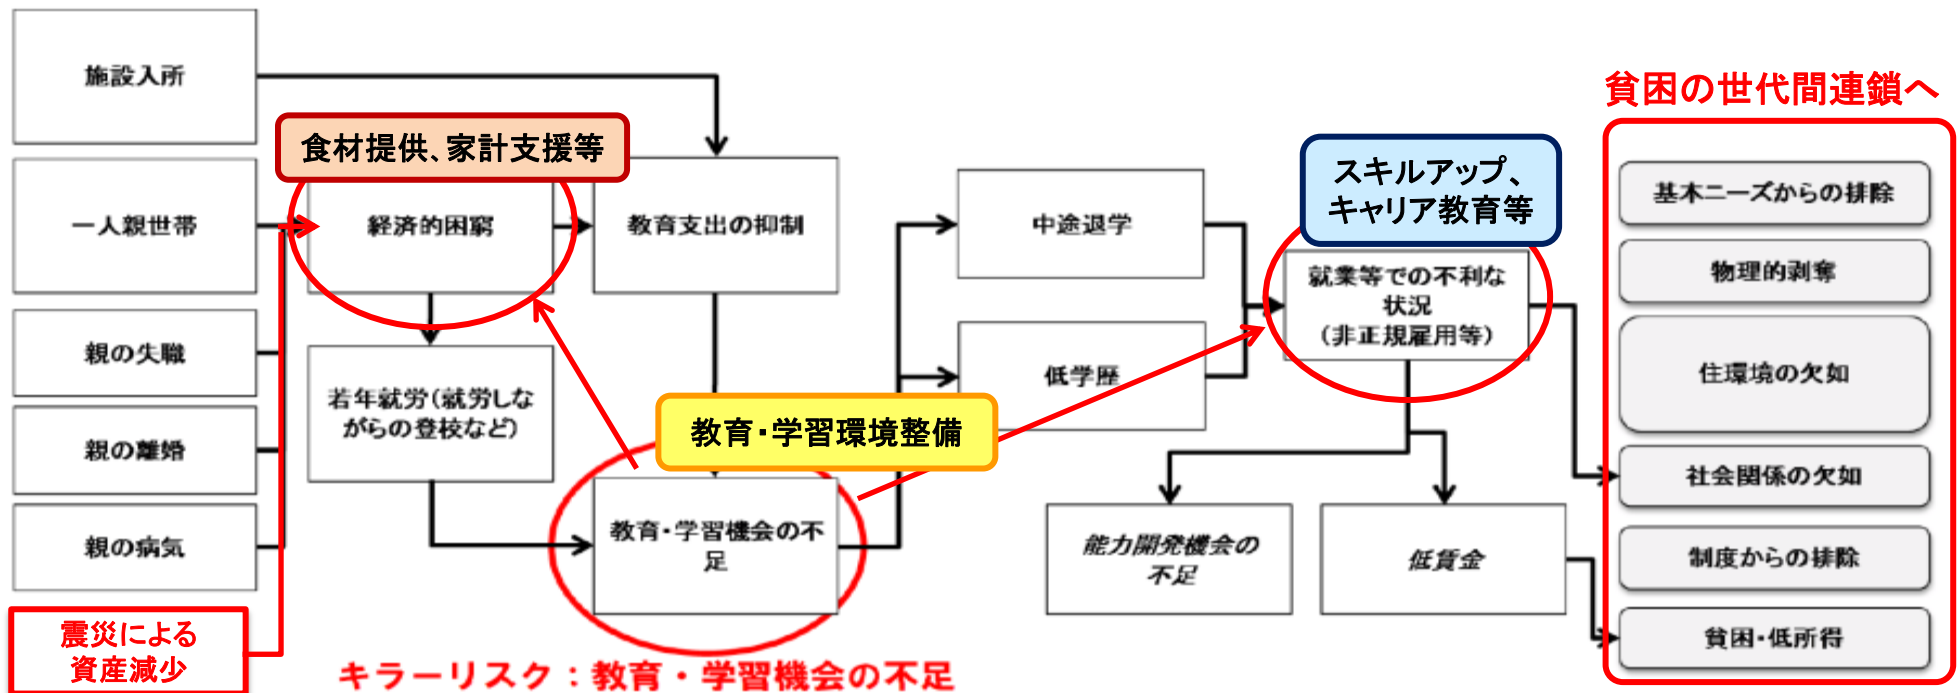 施設入所
一人親世帯
親の失職
親の離婚
親の病気
震災による
資産減少
食材提供、家計支援等
経済的困窮
若年就労（就労しな
がらの登校など）
教育支出の抑制
教育・学習環境整備
教育・学習機会の不
足
キラーリスク：教育・学習機会の不足
中途退学
低学歴
スキルアップ、
キャリア教育等
就業等での不利な
状況
（非正規雇用等）
能力開発機会の
不足
低賃金
貧困の世代間連鎖へ
基本ニーズからの排除
物理的剥奪
住環境の欠如
社会関係の欠如
制度からの排除
貧困・低所得